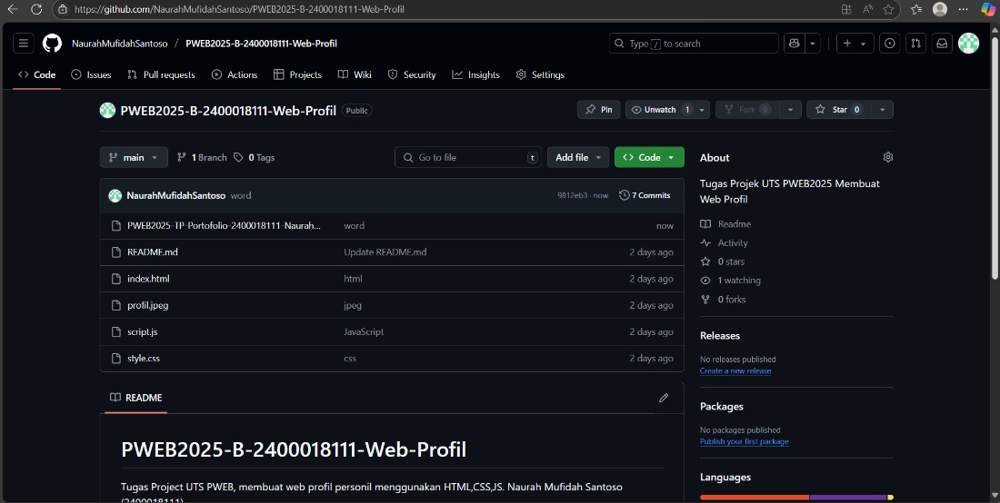 https://github.com/NaurahMufidahSantoso/PWEB2025-B-2400018111-Web-Profil
NaurahMufidahSantoso / PWEB2025-B-2400018111-Web-Profil
Type / to search
Code Issues Pull requests Actions Projects Wiki Security Insights Settings
PWEB2025-B-2400018111-Web-Profil Public
Pin Unwatch 1 Fork 0 Star 0
main 1 Branch 0 Tags Go to file t Add file Code
NaurahMufidahSantoso word 9812eb3 · now 7 Commits
PWEB2025-TP-Portofolio-2400018111-Naurah... word now
README.md Update README.md 2 days ago
index.html html 2 days ago
profil.jpeg jpeg 2 days ago
script.js JavaScript 2 days ago
style.css css 2 days ago
README
PWEB2025-B-2400018111-Web-Profil
Tugas Project UTS PWEB, membuat web profil personil menggunakan HTML,CSS,JS. Naurah Mufidah Santoso
(2400018111)
About
Tugas Projek UTS PWEB2025 Membuat
Web Profil
Readme
Activity
0 stars
1 watching
0 forks
Releases
No releases published
Create a new release
Packages
No packages published
Publish your first package
Languages